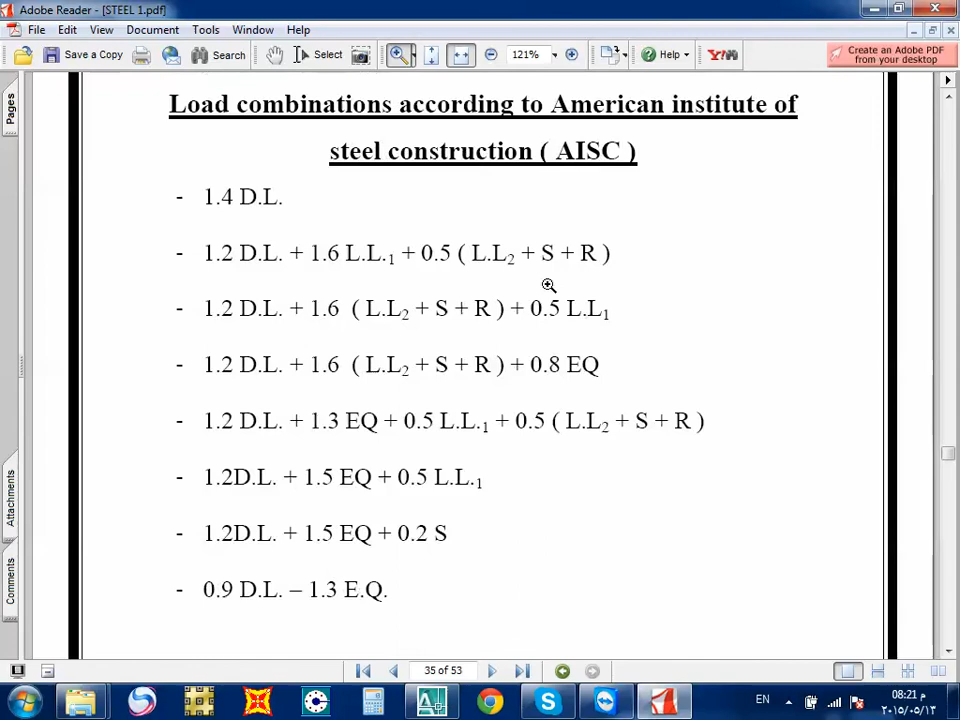 Adobe Reader - [STEEL 1.pdf]
File Edit View Document Tools Window Help
Save a Copy Search Select 121% Help Y! Create an Adobe PDF from your desktop
Pages
Load combinations according to American institute of
steel construction ( AISC )
- 1.4 D.L.
- 1.2 D.L. + 1.6 L.L.₁ + 0.5 ( L.L₂ + S + R )
- 1.2 D.L. + 1.6 ( L.L₂ + S + R ) + 0.5 L.L₁
- 1.2 D.L. + 1.6 ( L.L₂ + S + R ) + 0.8 EQ
- 1.2 D.L. + 1.3 EQ + 0.5 L.L.₁ + 0.5 ( L.L₂ + S + R )
- 1.2D.L. + 1.5 EQ + 0.5 L.L.₁
- 1.2D.L. + 1.5 EQ + 0.2 S
- 0.9 D.L. – 1.3 E.Q.
Attachments
Comments
35 of 53
EN
08:21 م
٢٠١٥/٠٥/١٣